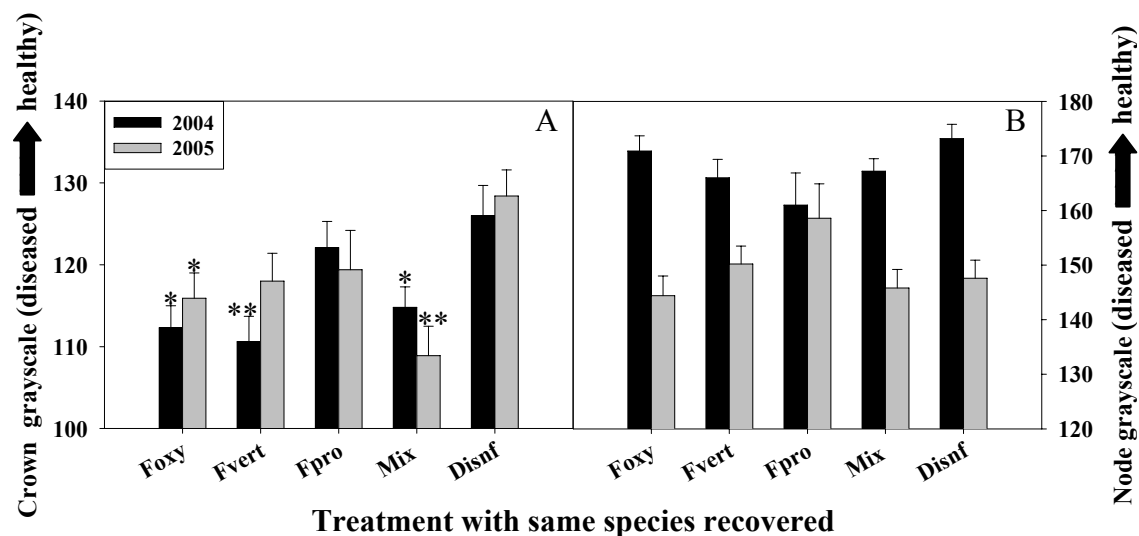 Crown grayscale (diseased healthy)
140
130
120
110
100
2004
2005
A
*
*
**
*
**
Foxy
Fvert
Fpro
Mix
Disnf
B
Foxy
Fvert
Fpro
Mix
Disnf
180
170
160
150
140
130
120
Node grayscale (diseased healthy)
Treatment with same species recovered